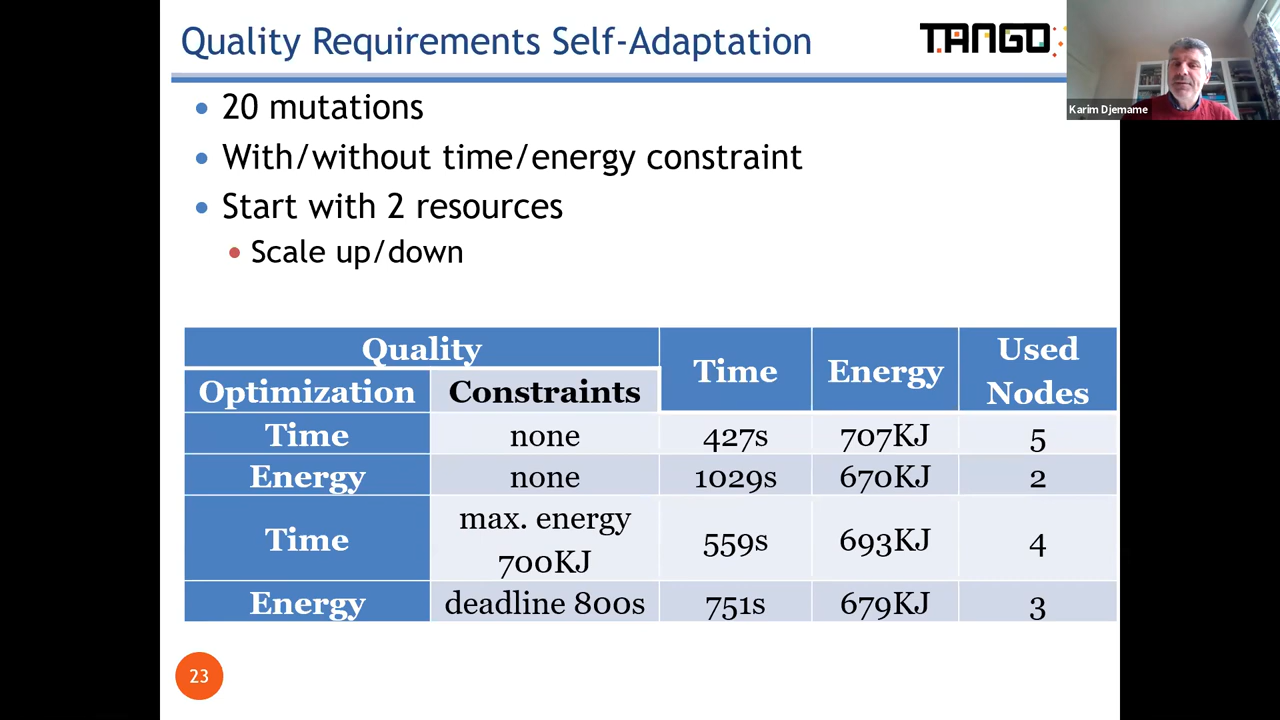 Quality Requirements Self-Adaptation
TANGO
Karim Djemame
20 mutations
With/without time/energy constraint
Start with 2 resources
Scale up/down
Quality
Time
Energy
Used
Nodes
Optimization
Constraints
Time
none
427s
707KJ
5
Energy
none
1029s
670KJ
2
Time
max. energy
700KJ
559s
693KJ
4
Energy
deadline 800s
751s
679KJ
3
23